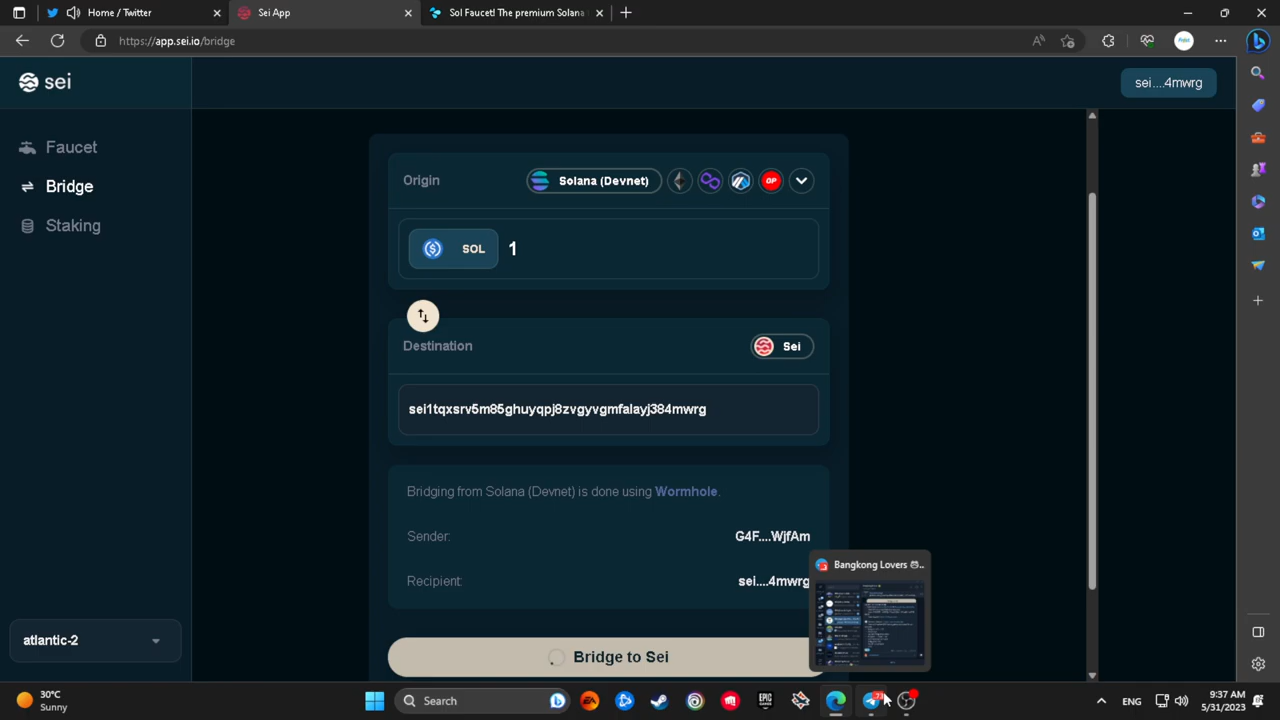 Home / Twitter
Sei App
Sol Faucet! The premium Solana
https://app.sei.io/bridge
sei
sei....4mwrg
Faucet
Bridge
Staking
Origin
Solana (Devnet)
OP
SOL
1
Destination
Sei
sei1tqxsrv5m85ghuyqpj8zvgyvgmfalayj384mwrg
Bridging from Solana (Devnet) is done using Wormhole.
Sender:
G4F....WjfAm
Recipient:
sei....4mwrg
Bangkong Lovers
Bridge to Sei
atlantic-2
30°C
Sunny
Search
EA
EPIC GAMES
ENG
9:37 AM
5/31/2023